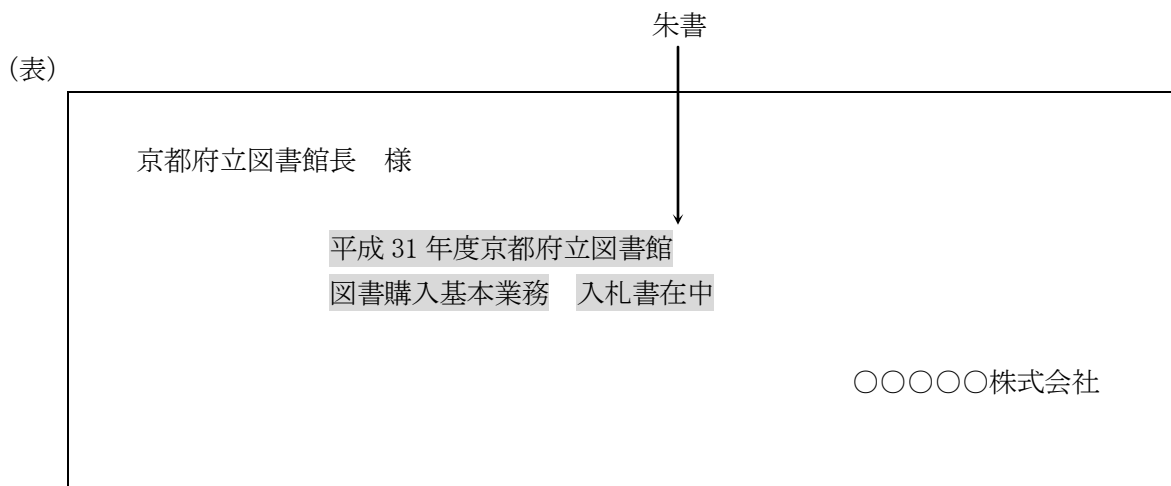 朱書
(表)
京都府立図書館長　様
平成 31 年度京都府立図書館
図書購入基本業務　入札書在中
○○○○○株式会社